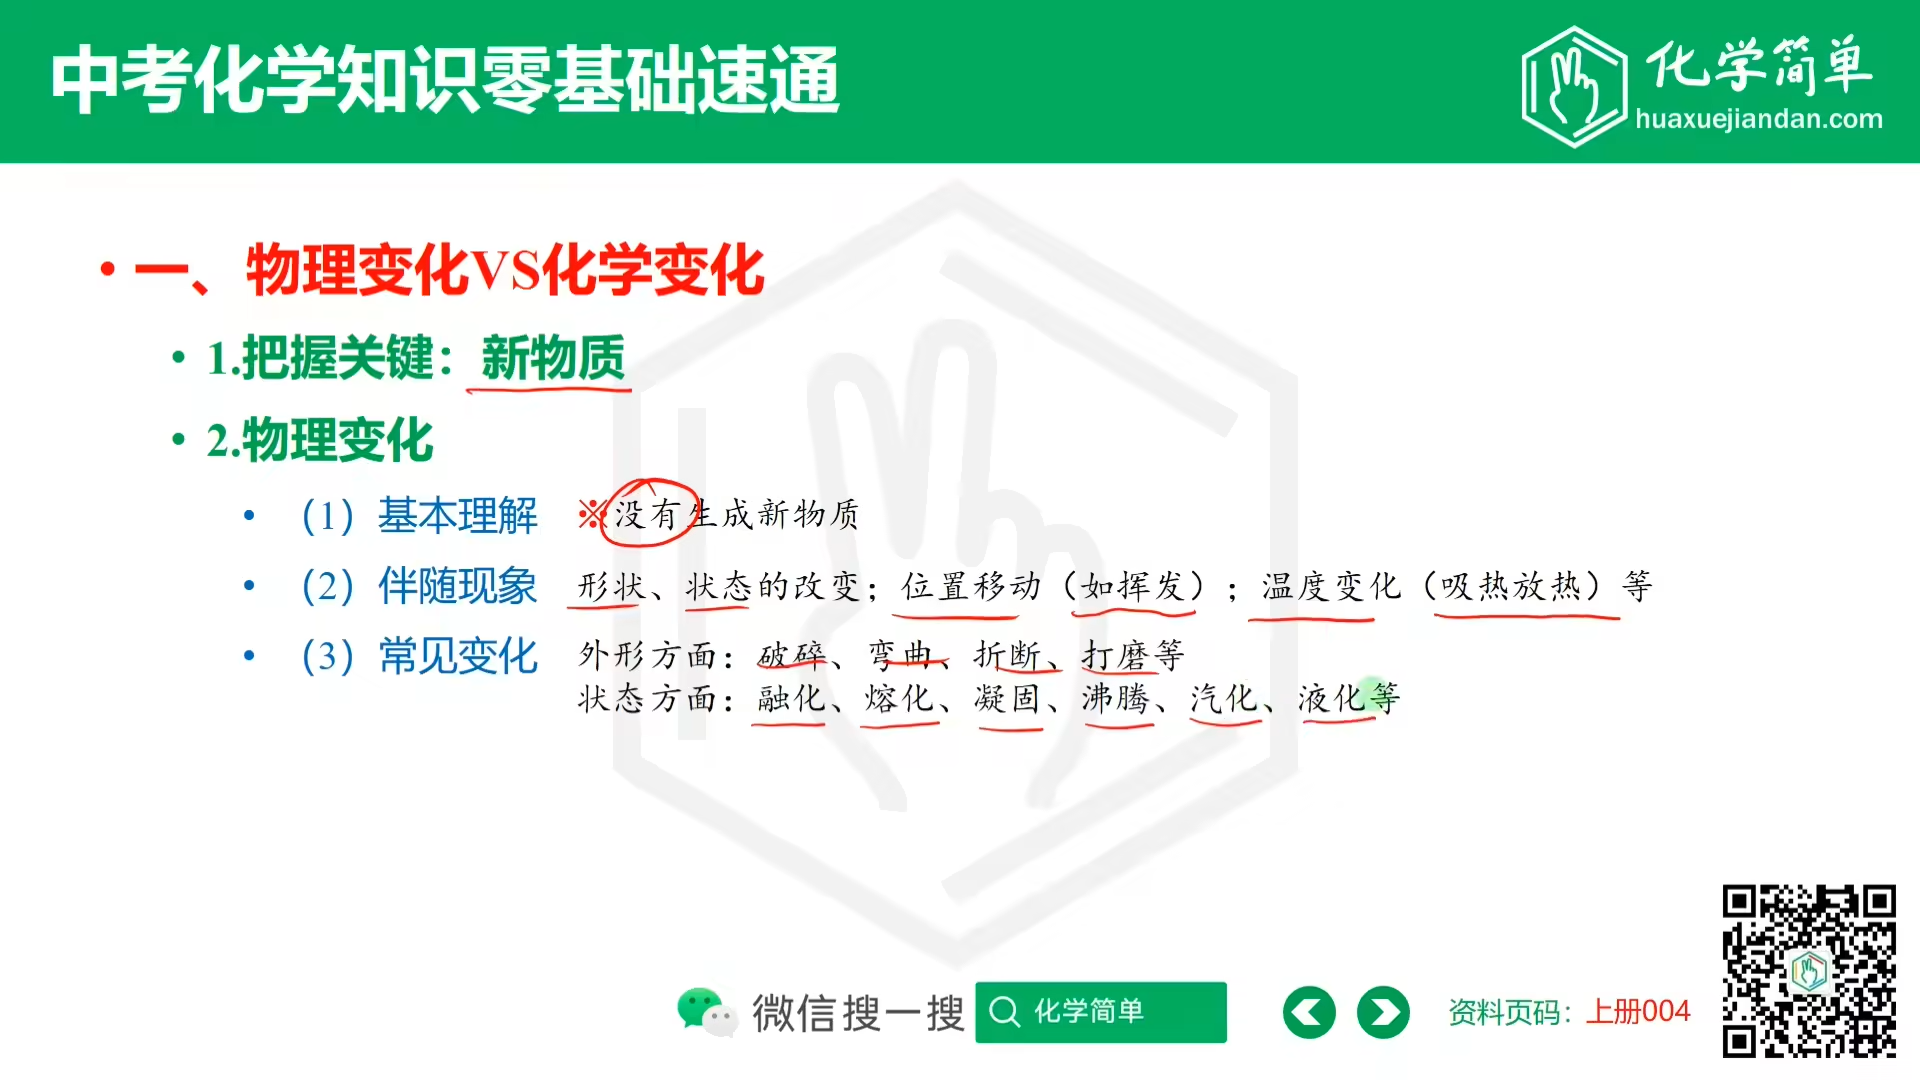 中考化学知识零基础速通
化学简单
huaxuejiandan.com
• 一、物理变化VS化学变化
• 1.把握关键：新物质
• 2.物理变化
• （1）基本理解 ※没有生成新物质
• （2）伴随现象 形状、状态的改变；位置移动（如挥发）；温度变化（吸热放热）等
• （3）常见变化 外形方面：破碎、弯曲、折断、打磨等
状态方面：融化、熔化、凝固、沸腾、汽化、液化等
微信搜一搜 化学简单
资料页码：上册004